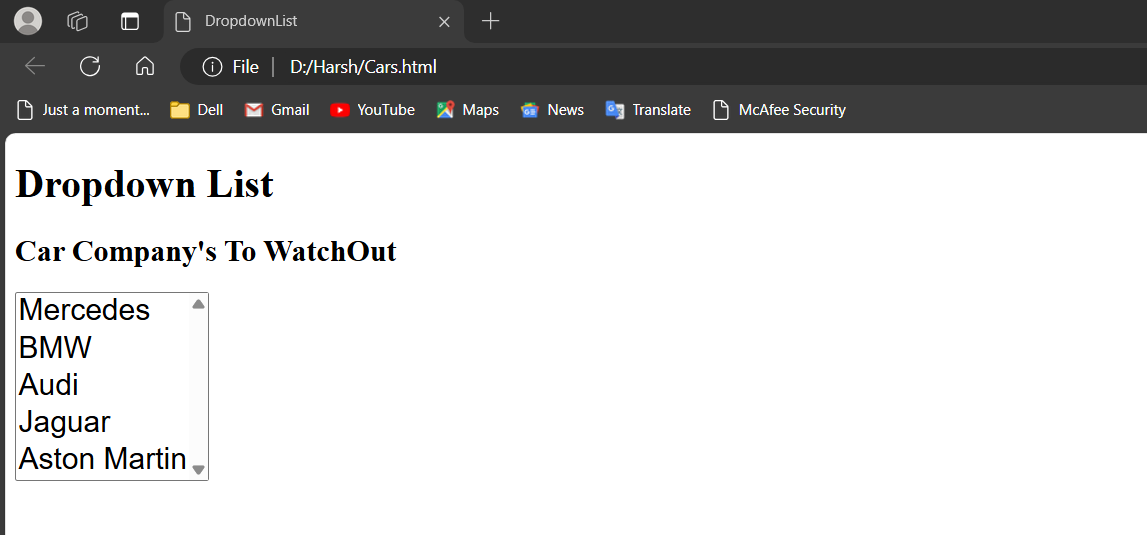 DropdownList
File D:/Harsh/Cars.html
Just a moment... Dell Gmail YouTube Maps News Translate McAfee Security
Dropdown List
Car Company's To WatchOut
Mercedes
BMW
Audi
Jaguar
Aston Martin